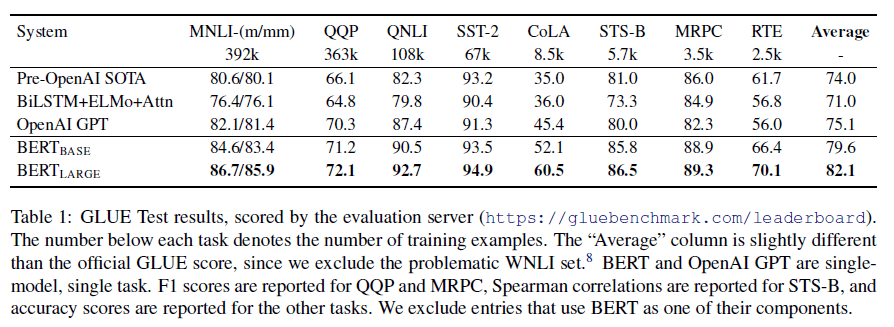 System MNLI-(m/mm) QQP QNLI SST-2 CoLA STS-B MRPC RTE Average
392k 363k 108k 67k 8.5k 5.7k 3.5k 2.5k -
Pre-OpenAI SOTA 80.6/80.1 66.1 82.3 93.2 35.0 81.0 86.0 61.7 74.0
BiLSTM+ELMo+Attn 76.4/76.1 64.8 79.8 90.4 36.0 73.3 84.9 56.8 71.0
OpenAI GPT 82.1/81.4 70.3 87.4 91.3 45.4 80.0 82.3 56.0 75.1
BERTBASE 84.6/83.4 71.2 90.5 93.5 52.1 85.8 88.9 66.4 79.6
BERTLARGE 86.7/85.9 72.1 92.7 94.9 60.5 86.5 89.3 70.1 82.1
Table 1: GLUE Test results, scored by the evaluation server (https://gluebenchmark.com/leaderboard).
The number below each task denotes the number of training examples. The “Average” column is slightly different
than the official GLUE score, since we exclude the problematic WNLI set.8 BERT and OpenAI GPT are single-
model, single task. F1 scores are reported for QQP and MRPC, Spearman correlations are reported for STS-B, and
accuracy scores are reported for the other tasks. We exclude entries that use BERT as one of their components.